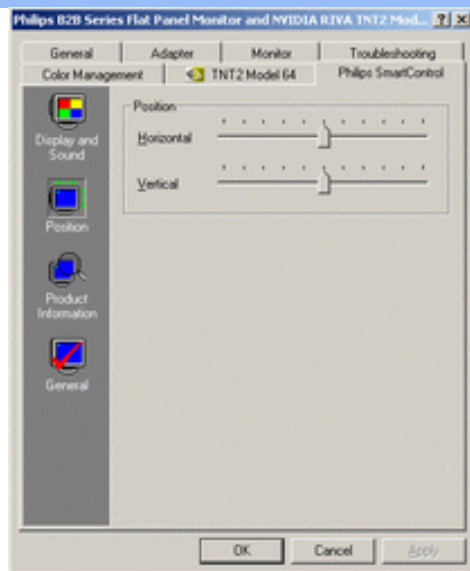 Philips B2B Series Flat Panel Monitor and NVIDIA RIVA TNT2 Mod...
General Adapter Monitor Troubleshooting
Color Management TNT2 Model 64 Philips SmartControl
Position
Horizontal
Vertical
Display and
Sound
Position
Product
Information
General
OK Cancel Apply